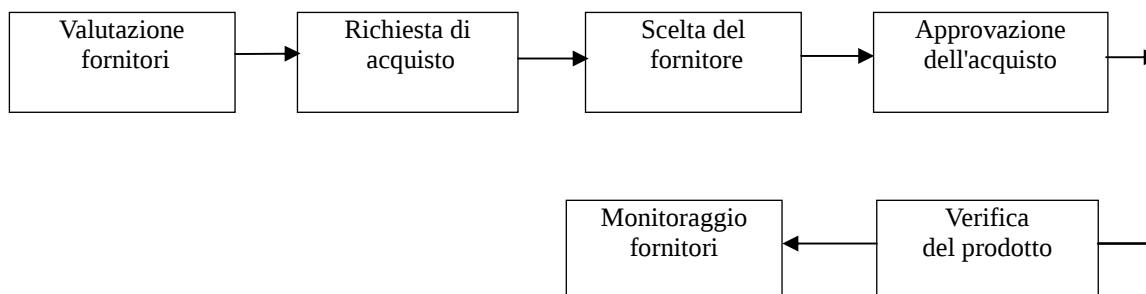 Valutazione
fornitori
Richiesta di
acquisto
Scelta del
fornitore
Approvazione
dell'acquisto
Verifica
del prodotto
Monitoraggio
fornitori